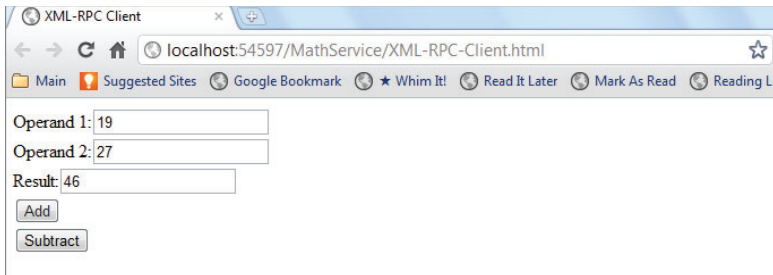 XML-RPC Client
localhost:54597/MathService/XML-RPC-Client.html
Main Suggested Sites Google Bookmark ★ Whim It! Read It Later Mark As Read Reading L
Operand 1: 19
Operand 2: 27
Result: 46
Add
Subtract